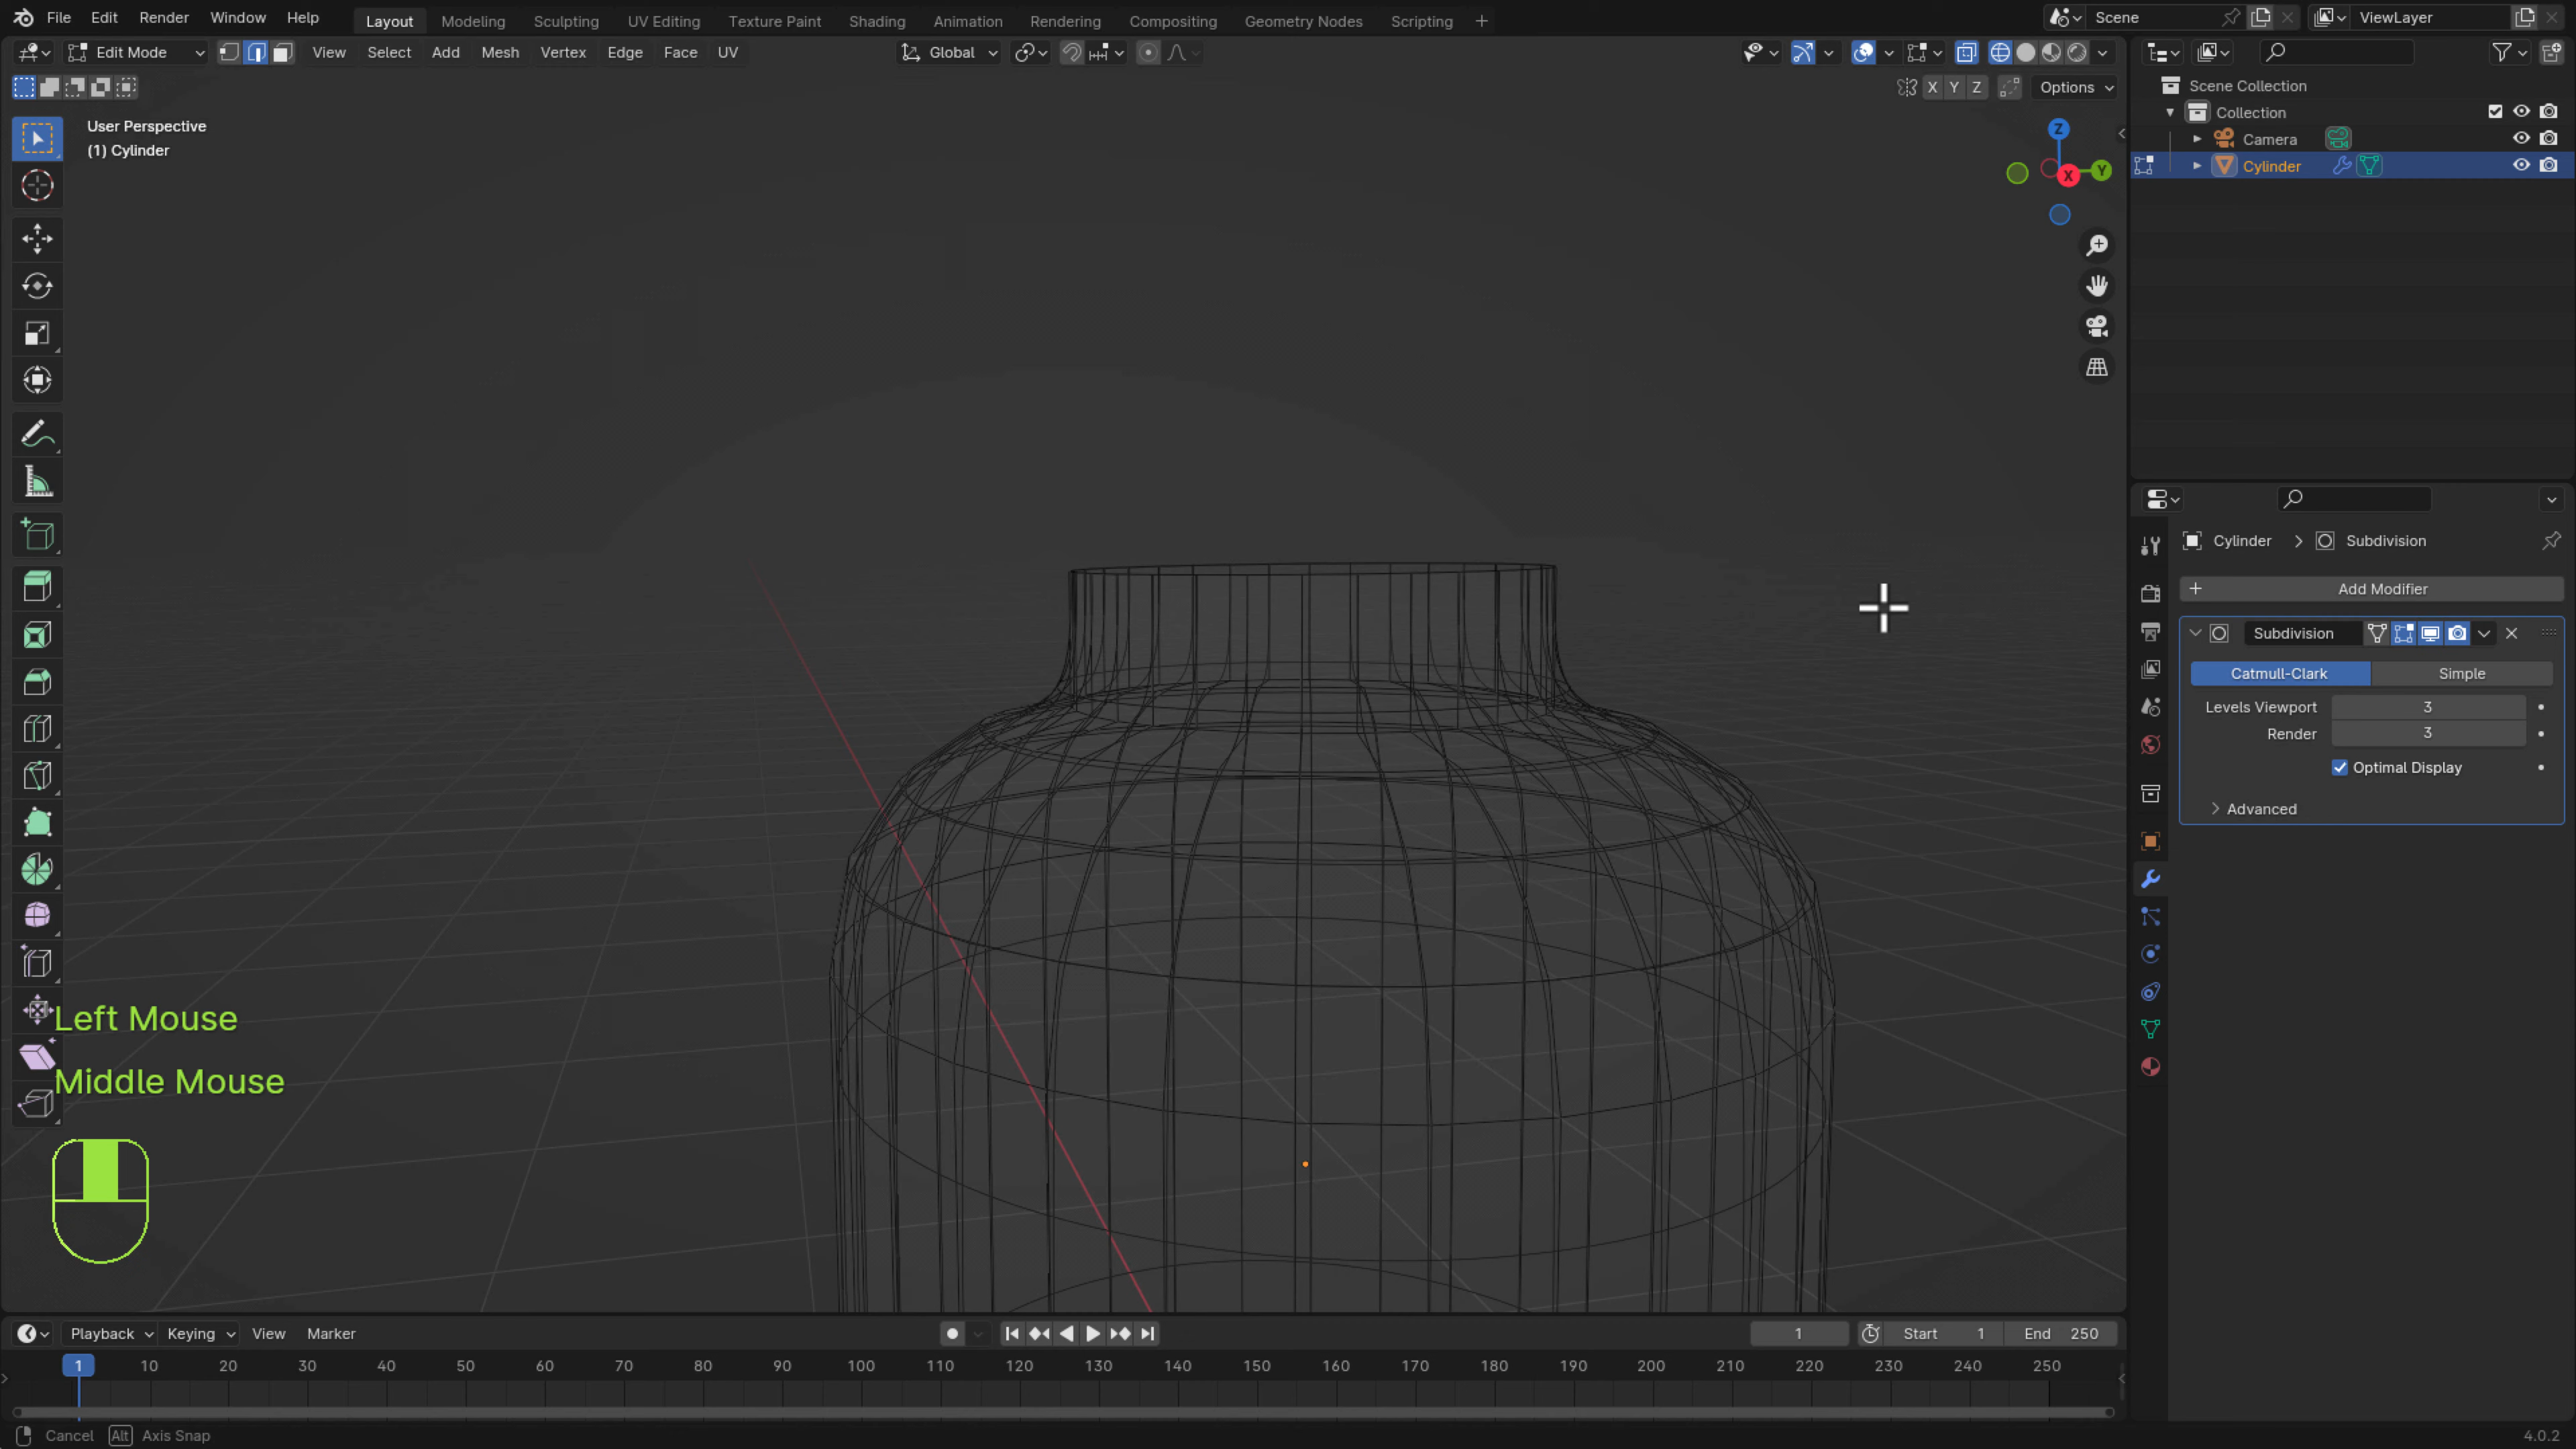 File Edit Render Window Help Layout Modeling Sculpting UV Editing Texture Paint Shading Animation Rendering Compositing Geometry Nodes Scripting + Scene ViewLayer
Edit Mode View Select Add Mesh Vertex Edge Face UV Global
X Y Z Options
User Perspective
(1) Cylinder
Z
X
Y
Left Mouse
Middle Mouse
Scene Collection
Collection
Camera
Cylinder
Cylinder > Subdivision
+ Add Modifier
Subdivision
Catmull-Clark Simple
Levels Viewport 3
Render 3
Optimal Display
Advanced
Playback Keying View Marker 1 Start 1 End 250
1 10 20 30 40 50 60 70 80 90 100 110 120 130 140 150 160 170 180 190 200 210 220 230 240 250
Cancel Alt Axis Snap 4.0.2